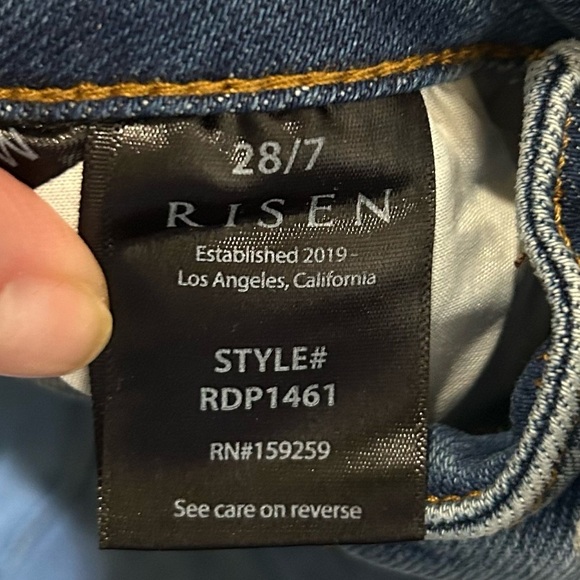 28/7
RISEN
Established 2019 -
Los Angeles, California
STYLE#
RDP1461
RN#159259
See care on reverse